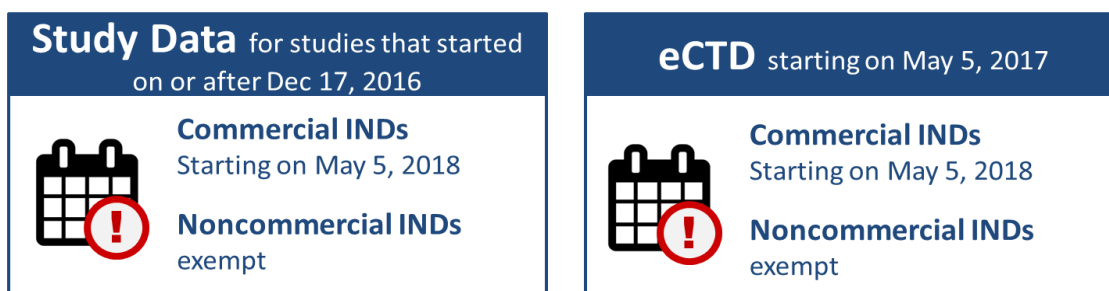 Study Data for studies that started
on or after Dec 17, 2016
Commercial INDs
Starting on May 5, 2018
Noncommercial INDs
exempt
eCTD starting on May 5, 2017
Commercial INDs
Starting on May 5, 2018
Noncommercial INDs
exempt